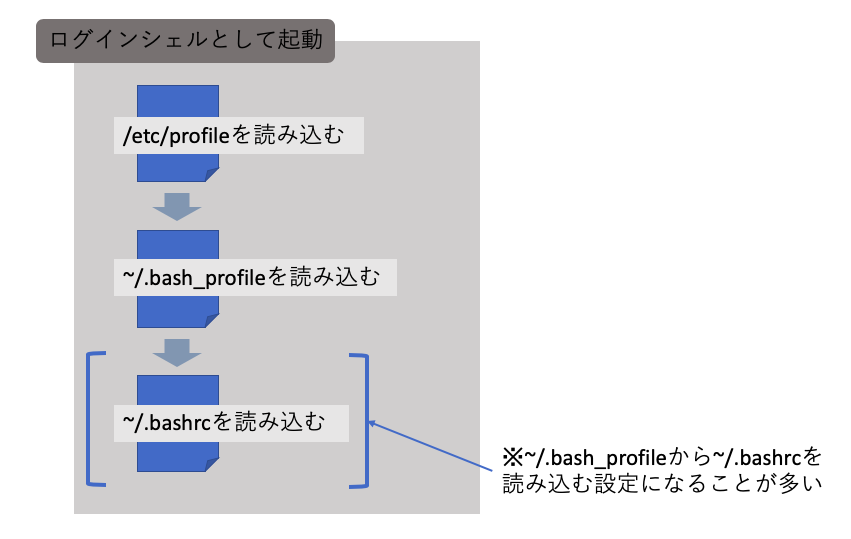 ログインシェルとして起動
/etc/profileを読み込む
~/.bash_profileを読み込む
~/.bashrcを読み込む
※~/.bash_profileから~/.bashrcを
読み込む設定になることが多い